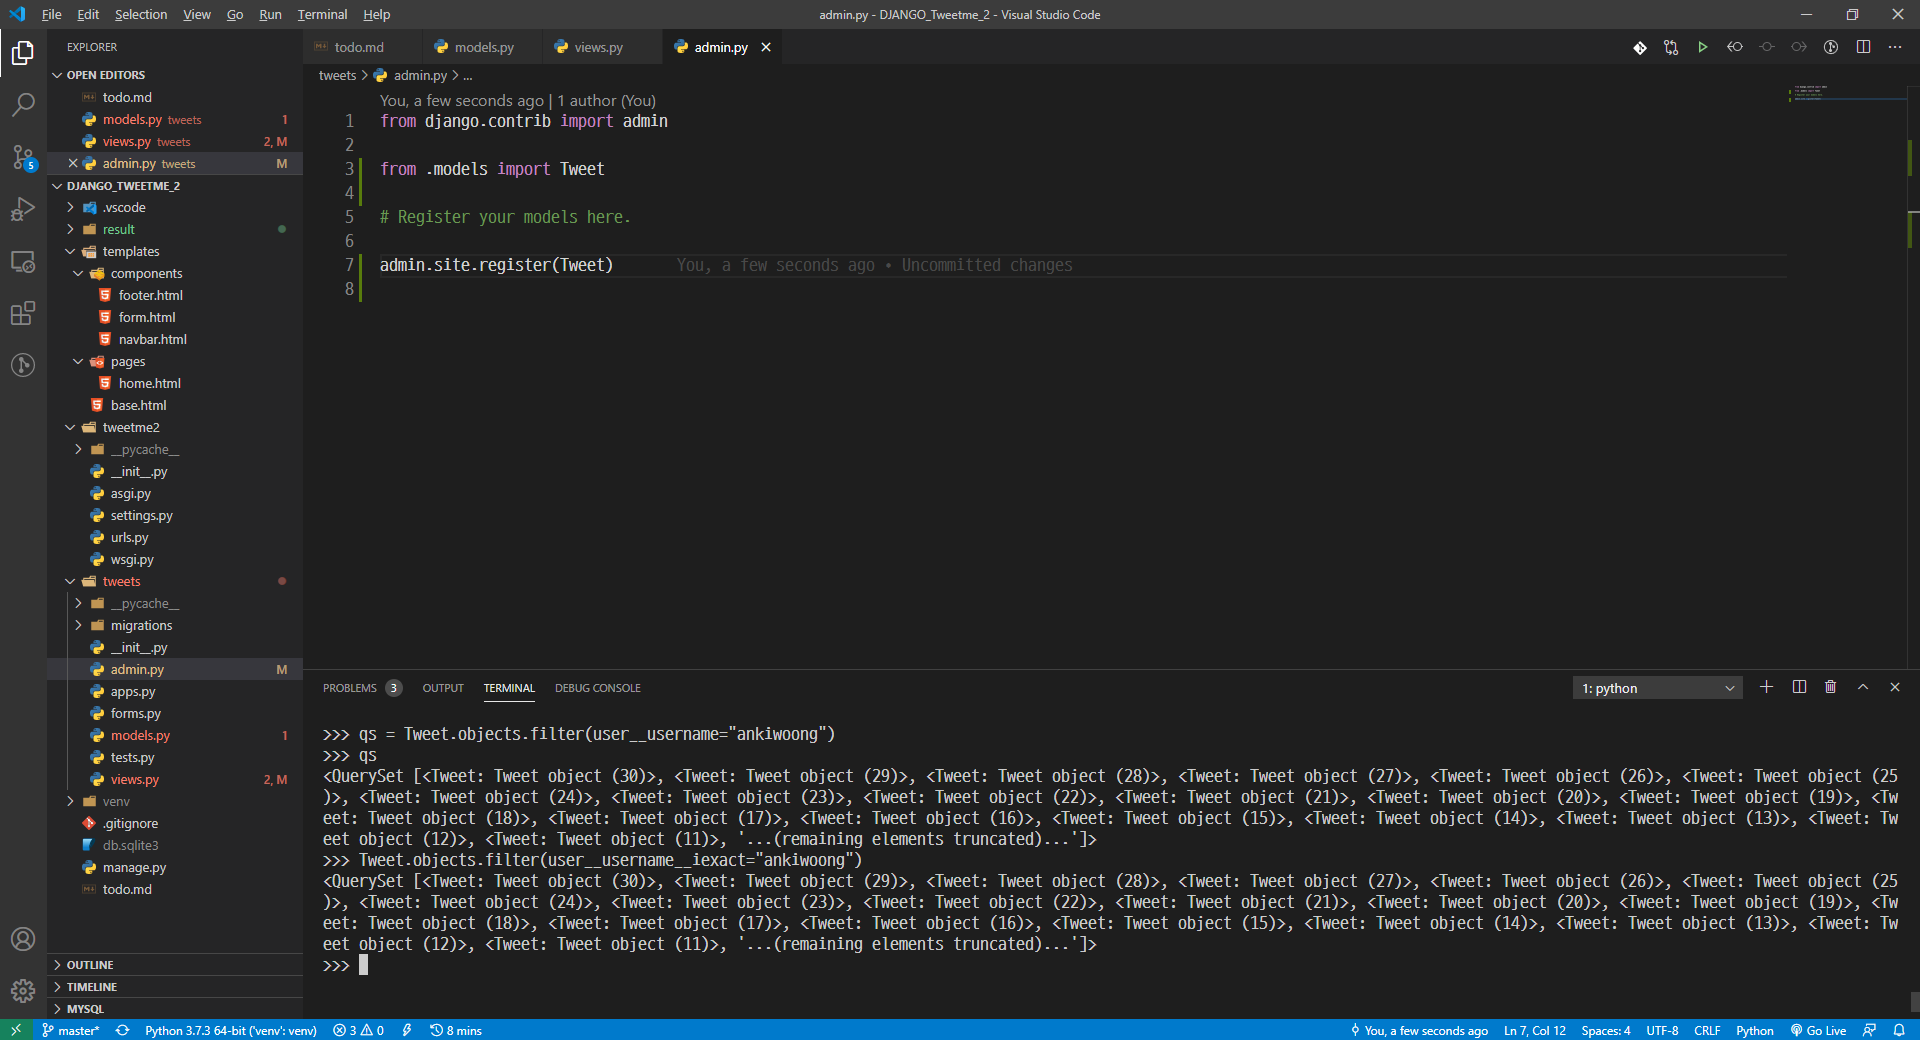 File Edit Selection View Go Run Terminal Help
admin.py - DJANGO_Tweetme_2 - Visual Studio Code
EXPLORER
OPEN EDITORS
todo.md
models.py tweets 1
views.py tweets 2, M
admin.py tweets M
DJANGO_TWEETME_2
.vscode
result
templates
components
footer.html
form.html
navbar.html
pages
home.html
base.html
tweetme2
__pycache__
__init__.py
asgi.py
settings.py
urls.py
wsgi.py
tweets
__pycache__
migrations
__init__.py
admin.py M
apps.py
forms.py
models.py 1
tests.py
views.py 2, M
venv
.gitignore
db.sqlite3
manage.py
todo.md
OUTLINE
TIMELINE
MYSQL
5
todo.md models.py views.py admin.py
tweets > admin.py > ...
You, a few seconds ago | 1 author (You)
1 from django.contrib import admin
2
3 from .models import Tweet
4
5 # Register your models here.
6
7 admin.site.register(Tweet) You, a few seconds ago • Uncommitted changes
8
PROBLEMS 3 OUTPUT TERMINAL DEBUG CONSOLE
1: python
>>> qs = Tweet.objects.filter(user__username="ankiwoong")
>>> qs
<QuerySet [<Tweet: Tweet object (30)>, <Tweet: Tweet object (29)>, <Tweet: Tweet object (28)>, <Tweet: Tweet object (27)>, <Tweet: Tweet object (26)>, <Tweet: Tweet object (25
)>, <Tweet: Tweet object (24)>, <Tweet: Tweet object (23)>, <Tweet: Tweet object (22)>, <Tweet: Tweet object (21)>, <Tweet: Tweet object (20)>, <Tweet: Tweet object (19)>, <Tw
eet: Tweet object (18)>, <Tweet: Tweet object (17)>, <Tweet: Tweet object (16)>, <Tweet: Tweet object (15)>, <Tweet: Tweet object (14)>, <Tweet: Tweet object (13)>, <Tweet: Tw
eet object (12)>, <Tweet: Tweet object (11)>, '...(remaining elements truncated)...']>
>>> Tweet.objects.filter(user__username__iexact="ankiwoong")
<QuerySet [<Tweet: Tweet object (30)>, <Tweet: Tweet object (29)>, <Tweet: Tweet object (28)>, <Tweet: Tweet object (27)>, <Tweet: Tweet object (26)>, <Tweet: Tweet object (25
)>, <Tweet: Tweet object (24)>, <Tweet: Tweet object (23)>, <Tweet: Tweet object (22)>, <Tweet: Tweet object (21)>, <Tweet: Tweet object (20)>, <Tweet: Tweet object (19)>, <Tw
eet: Tweet object (18)>, <Tweet: Tweet object (17)>, <Tweet: Tweet object (16)>, <Tweet: Tweet object (15)>, <Tweet: Tweet object (14)>, <Tweet: Tweet object (13)>, <Tweet: Tw
eet object (12)>, <Tweet: Tweet object (11)>, '...(remaining elements truncated)...']>
>>>
master* Python 3.7.3 64-bit ('venv': venv) 3 0 8 mins You, a few seconds ago Ln 7, Col 12 Spaces: 4 UTF-8 CRLF Python Go Live